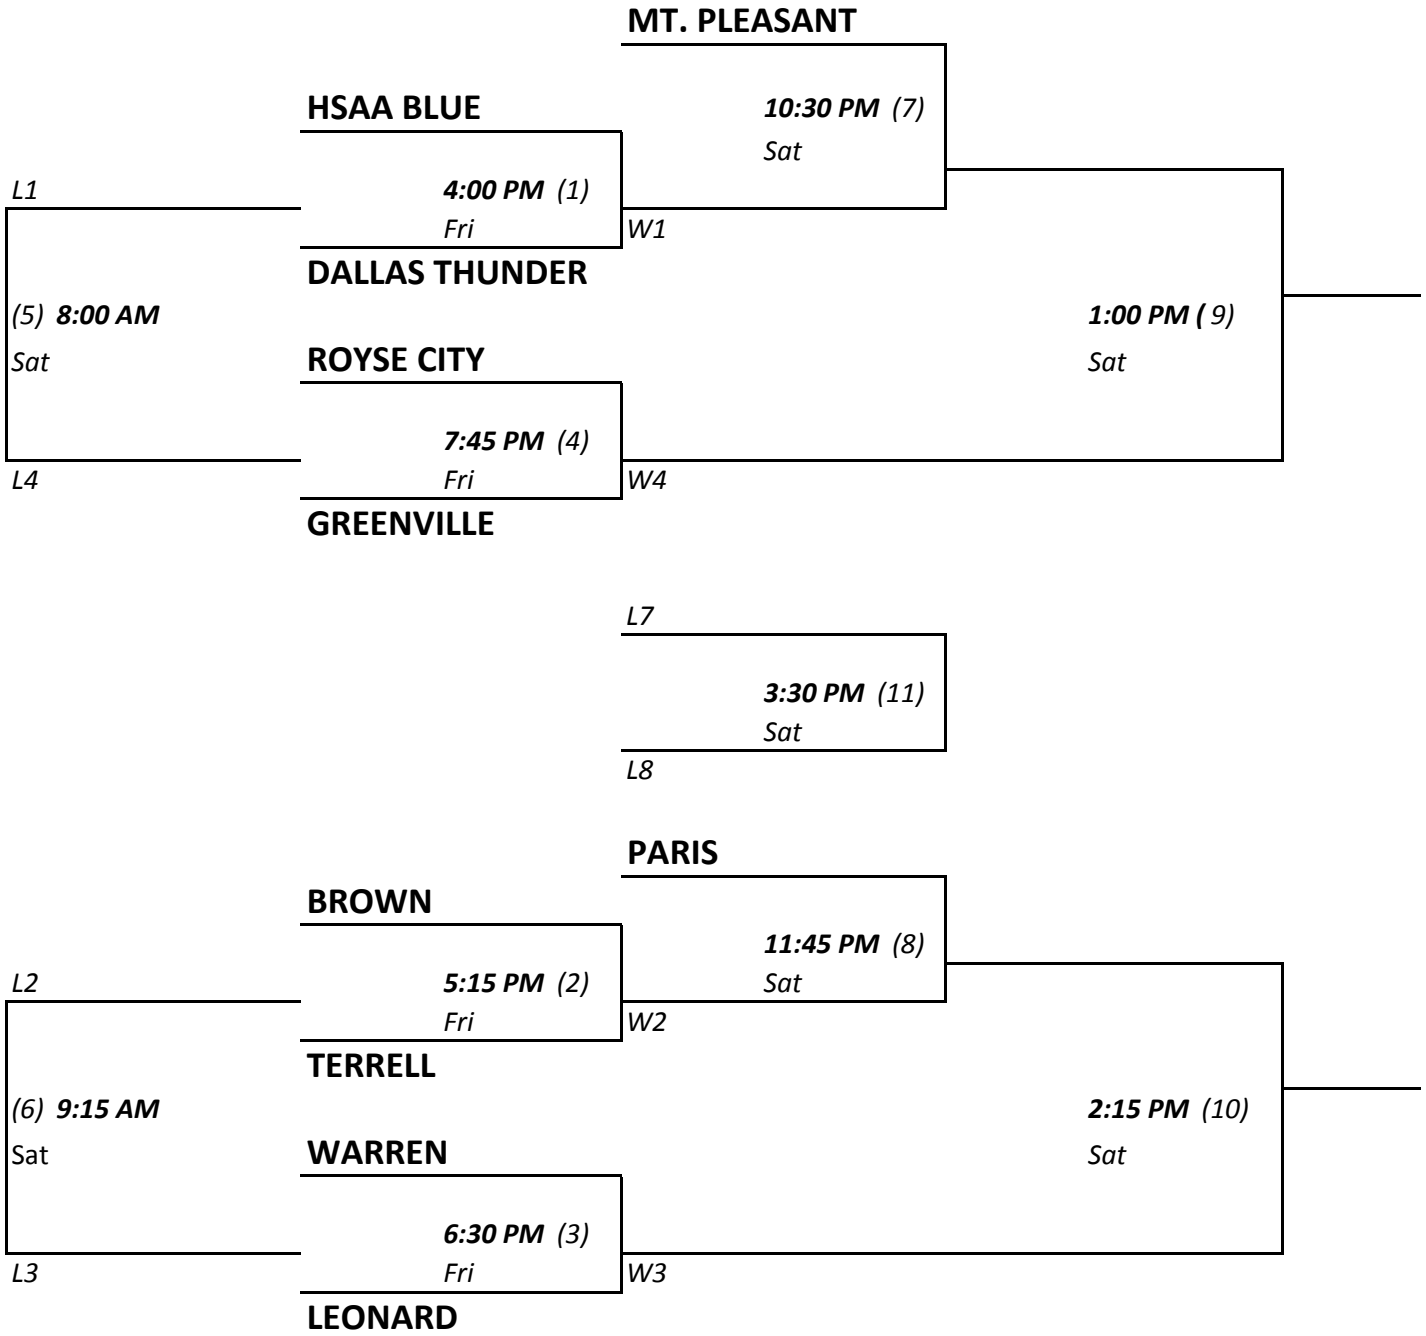 MT. PLEASANT
HSAA BLUE
10:30 PM (7)
Sat
L1
4:00 PM (1)
Fri
W1
DALLAS THUNDER
(5) 8:00 AM
1:00 PM ( 9)
Sat
ROYSE CITY
Sat
7:45 PM (4)
L4
Fri
W4
GREENVILLE
L7
3:30 PM (11)
Sat
L8
PARIS
BROWN
11:45 PM (8)
L2
5:15 PM (2)
Sat
Fri
W2
TERRELL
(6) 9:15 AM
2:15 PM (10)
Sat
WARREN
Sat
6:30 PM (3)
L3
Fri
W3
LEONARD